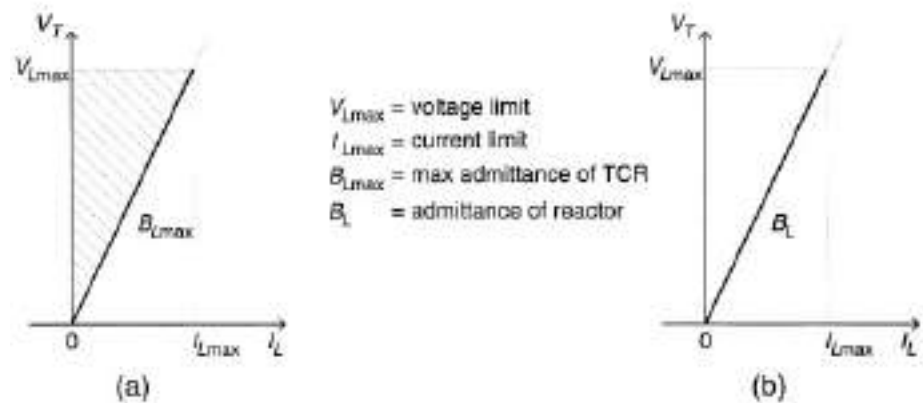 V_T
V_Lmax
B_Lmax
0
I_Lmax
I_L
(a)
V_Lmax = voltage limit
I_Lmax = current limit
B_Lmax = max admittance of TCR
B_L = admittance of reactor
V_T
V_Lmax
B_L
0
I_Lmax
I_L
(b)